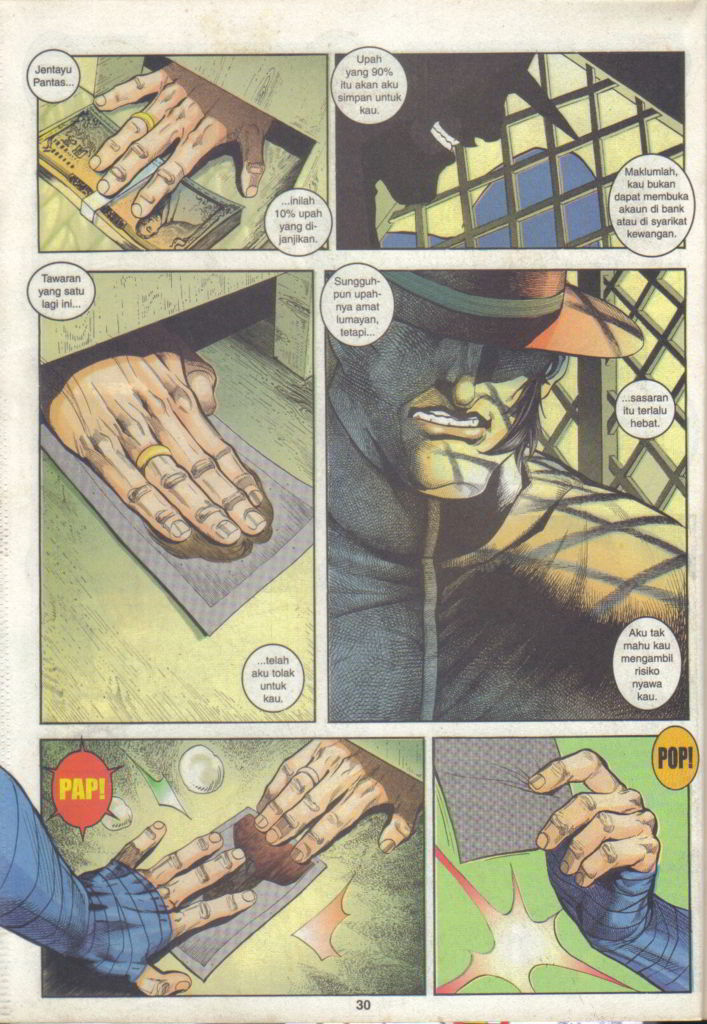 Jentayu
Pantas...
...inilah
10% upah
yang di-
janjikan.
Upah
yang 90%
itu akan aku
simpan untuk
kau.
Maklumlah,
kau bukan
dapat membuka
akaun di bank
atau di syarikat
kewangan.
Tawaran
yang satu
lagi ini...
...telah
aku tolak
untuk
kau.
Sungguh-
pun upah-
nya amat
lumayan,
tetapi...
...sasaran
itu terlalu
hebat.
Aku tak
mahu kau
mengambil
risiko
nyawa
kau.
PAP!
POP!
30